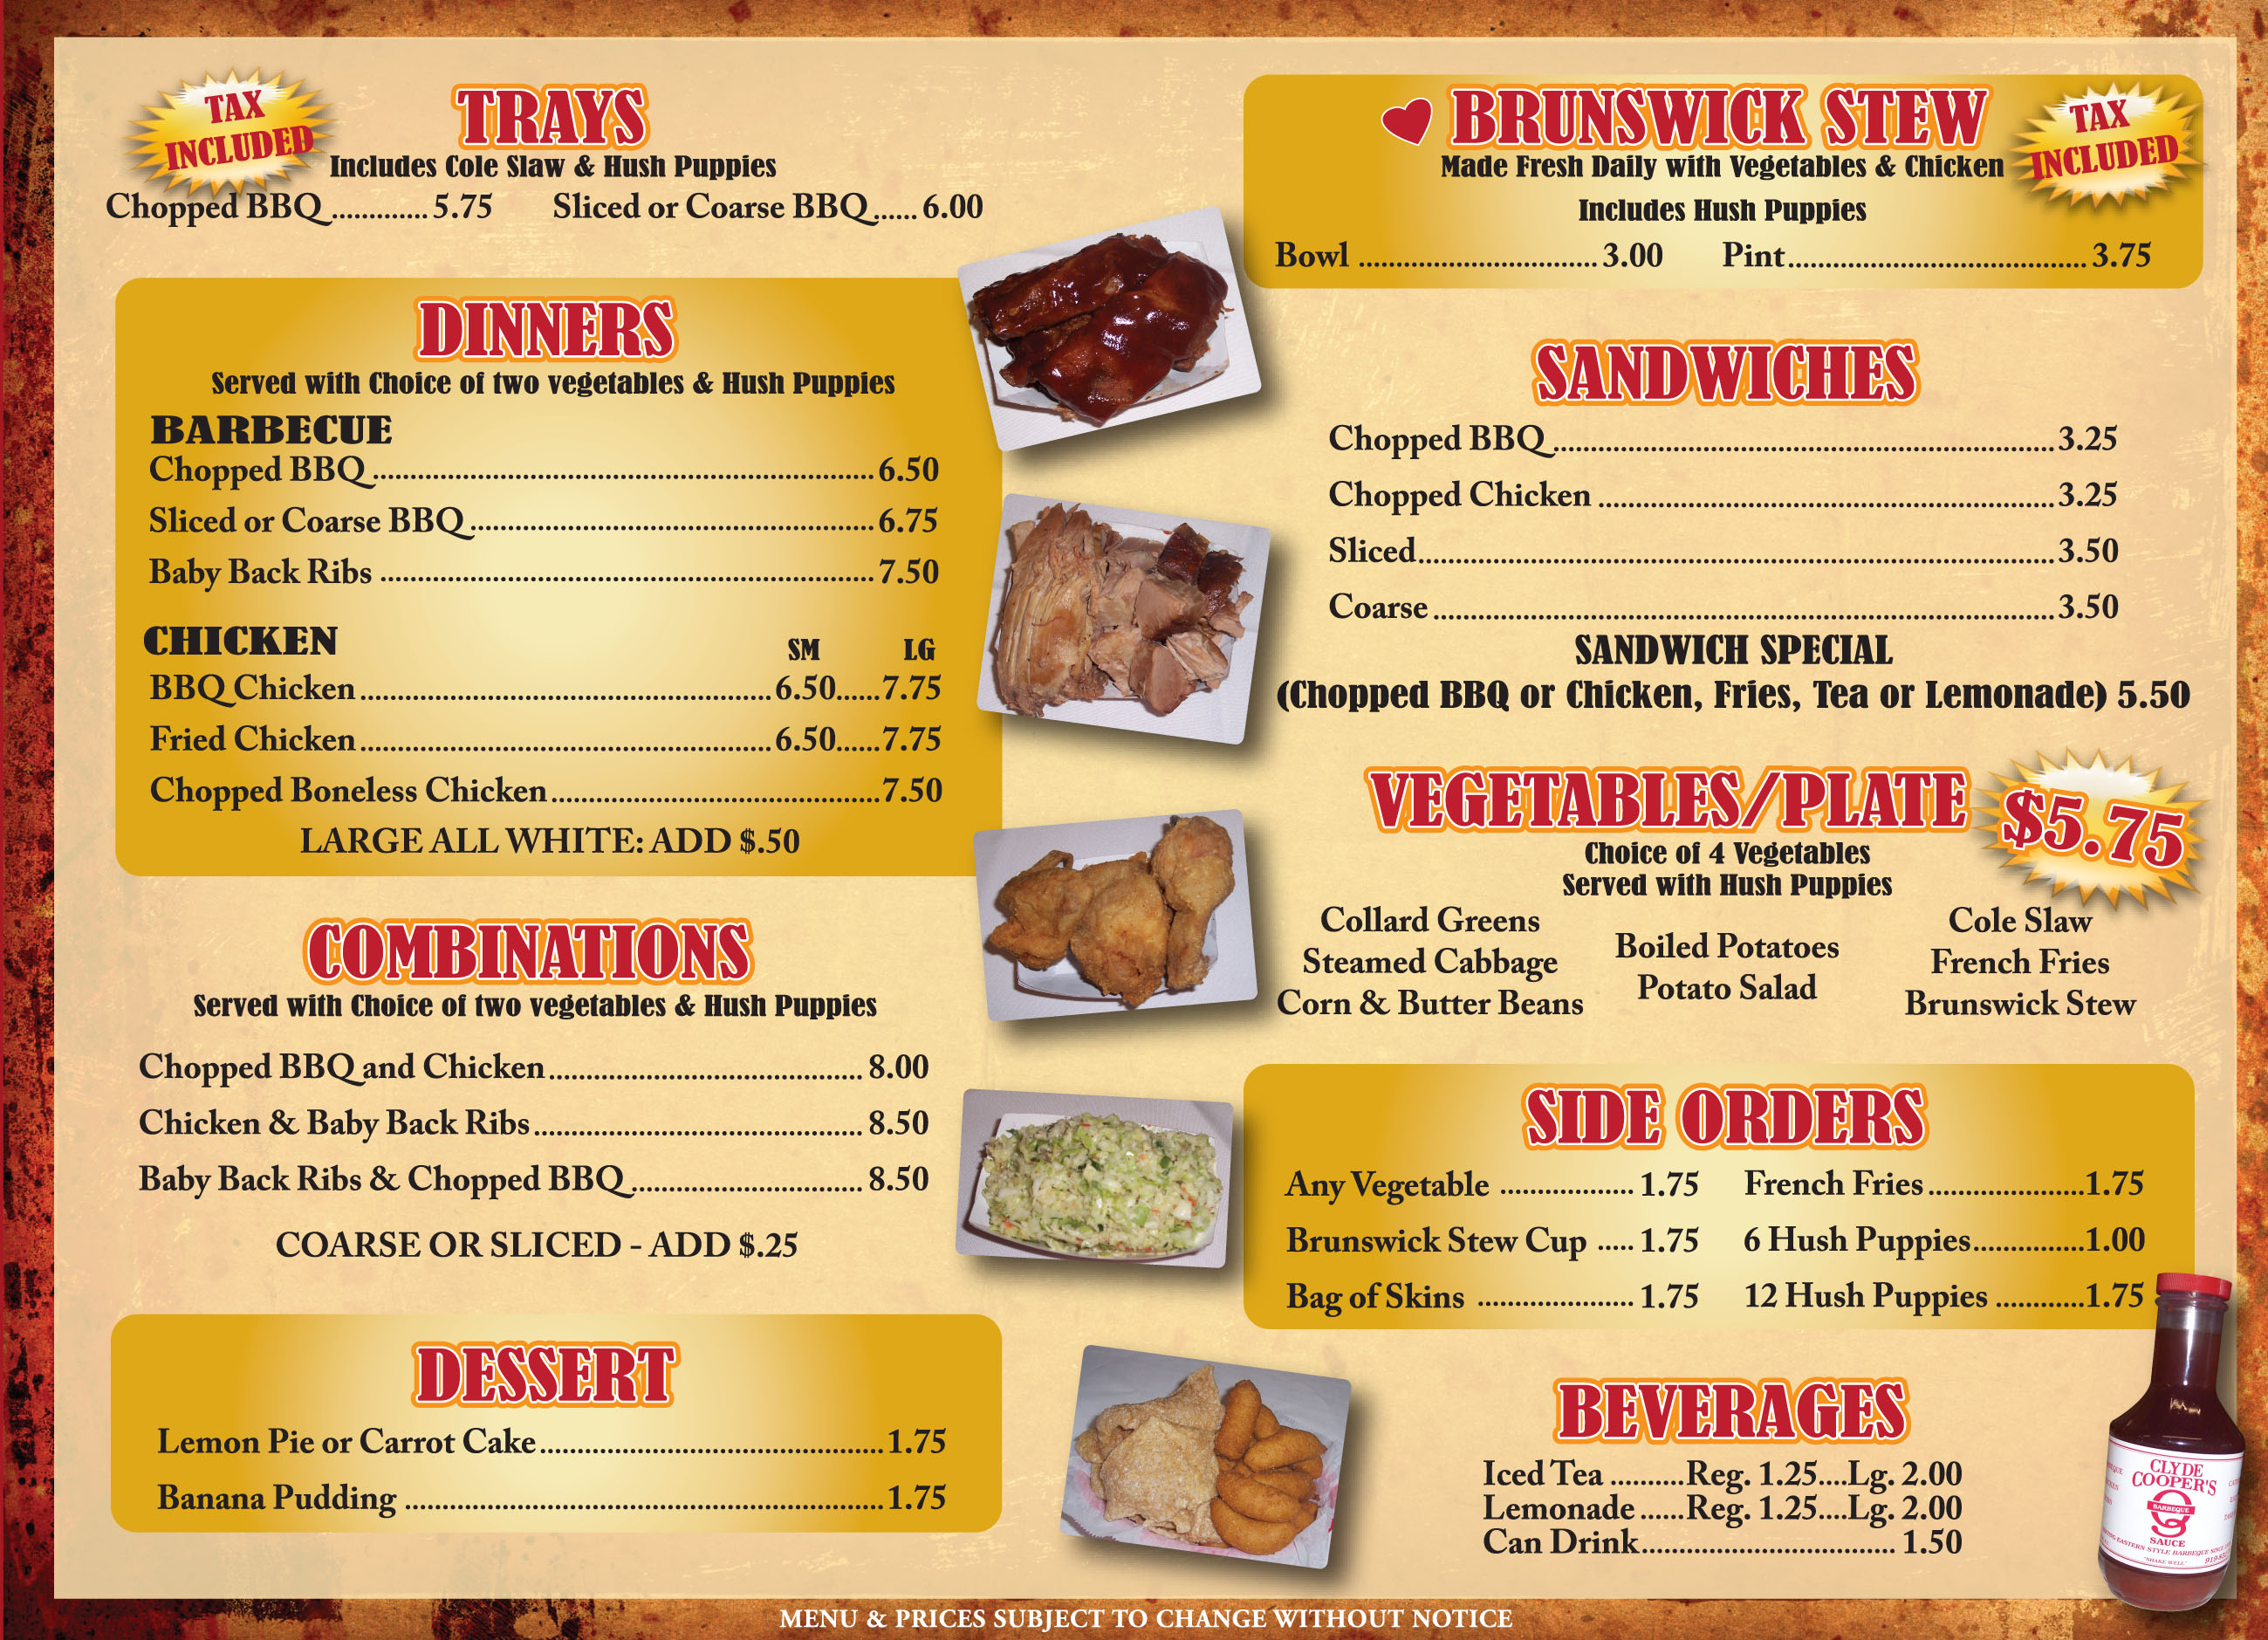 TAX
INCLUDED
TRAYS
Includes Cole Slaw & Hush Puppies
Chopped BBQ ............. 5.75 Sliced or Coarse BBQ...... 6.00
DINNERS
Served with Choice of two vegetables & Hush Puppies
BARBECUE
Chopped BBQ ........ 6.50
Sliced or Coarse BBQ ........ 6.75
Baby Back Ribs ........ 7.50
CHICKEN SM LG
BBQ Chicken ........ 6.50......7.75
Fried Chicken ........ 6.50......7.75
Chopped Boneless Chicken ........ 7.50
LARGE ALL WHITE: ADD $.50
COMBINATIONS
Served with Choice of two vegetables & Hush Puppies
Chopped BBQ and Chicken ........ 8.00
Chicken & Baby Back Ribs ........ 8.50
Baby Back Ribs & Chopped BBQ ........ 8.50
COARSE OR SLICED - ADD $.25
DESSERT
Lemon Pie or Carrot Cake ........ 1.75
Banana Pudding ........ 1.75
BRUNSWICK STEW
TAX
INCLUDED
Made Fresh Daily with Vegetables & Chicken
Includes Hush Puppies
Bowl ........ 3.00 Pint ........ 3.75
SANDWICHES
Chopped BBQ ........ 3.25
Chopped Chicken ........ 3.25
Sliced ........ 3.50
Coarse ........ 3.50
SANDWICH SPECIAL
(Chopped BBQ or Chicken, Fries, Tea or Lemonade) 5.50
VEGETABLES/PLATE $5.75
Choice of 4 Vegetables
Served with Hush Puppies
Collard Greens
Steamed Cabbage
Corn & Butter Beans
Boiled Potatoes
Potato Salad
Cole Slaw
French Fries
Brunswick Stew
SIDE ORDERS
Any Vegetable ........ 1.75 French Fries ........ 1.75
Brunswick Stew Cup ..... 1.75 6 Hush Puppies ........ 1.00
Bag of Skins ........ 1.75 12 Hush Puppies ........ 1.75
BEVERAGES
Iced Tea ..........Reg. 1.25....Lg. 2.00
Lemonade ......Reg. 1.25....Lg. 2.00
Can Drink ........ 1.50
CLYDE
COOPER'S
BARBEQUE
SAUCE
EASTERN STYLE BARBEQUE
"SHAKE WELL"
MENU & PRICES SUBJECT TO CHANGE WITHOUT NOTICE